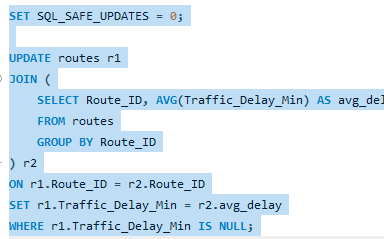 SET SQL_SAFE_UPDATES = 0;
UPDATE routes r1
JOIN (
SELECT Route_ID, AVG(Traffic_Delay_Min) AS
FROM routes
GROUP BY Route_ID
) r2
ON r1.Route_ID = r2.Route_ID
SET r1.Traffic_Delay_Min = r2.avg_delay
WHERE r1.Traffic_Delay_Min IS NULL;